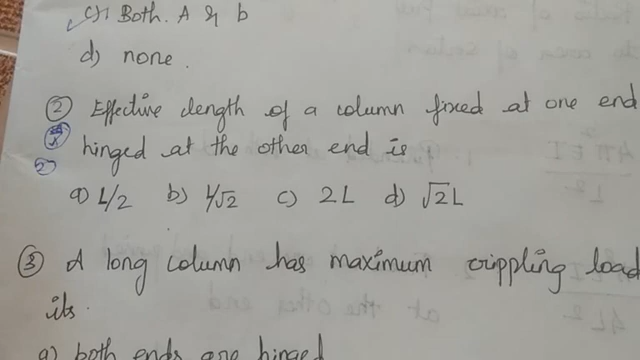 c) Both. A & b
d) none.
② Effective length of a column fixed at one end
hinged at the other end is
a) L/2 b) L/√2 c) 2L d) √2L
③ A long column has maximum crippling load
its.
a) both ends are hinged